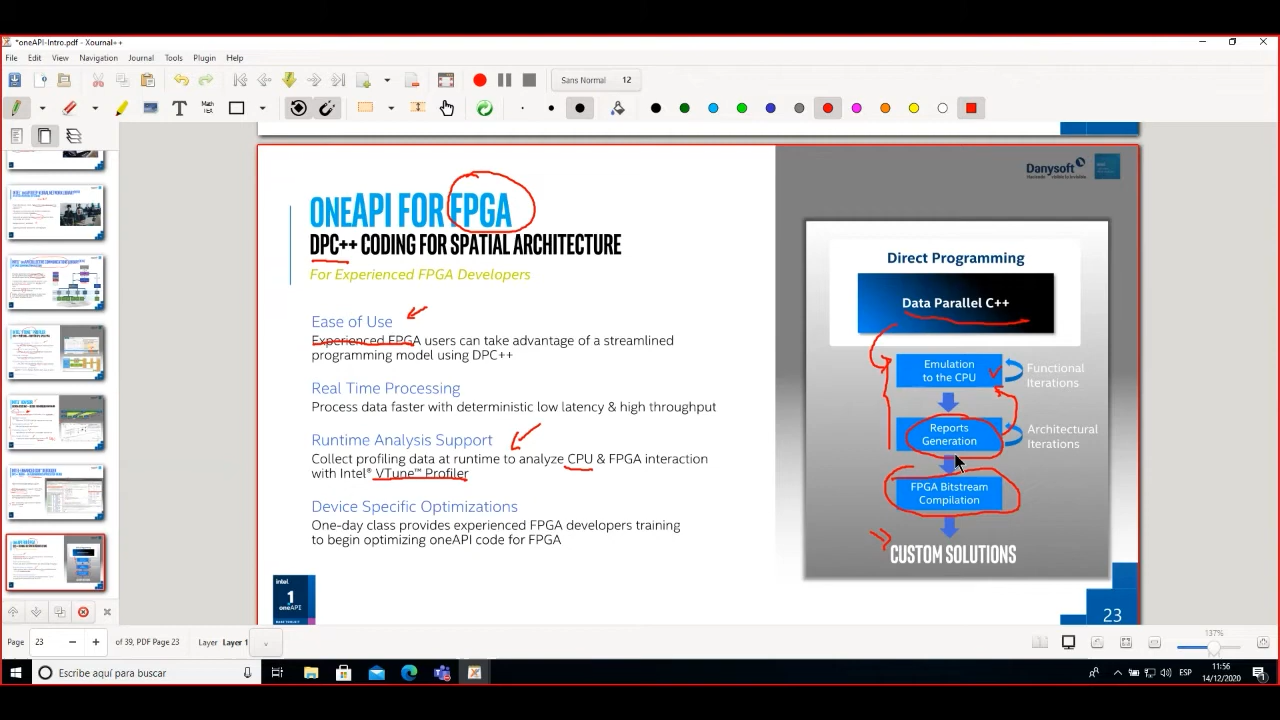 *oneAPI-Intro.pdf - Xournal++
File Edit View Navigation Journal Tools Plugin Help
Sans Normal 12
Danysoft
ONEAPI FOR FPGA
DPC++ CODING FOR SPATIAL ARCHITECTURE
For Experienced FPGA Developers
Ease of Use
Experienced FPGA users can take advantage of a streamlined
programming model using DPC++
Real Time Processing
Process data faster with deterministic low latency & high throughput
Runtime Analysis Support
Collect profiling data at runtime to analyze CPU & FPGA interaction
with Intel® VTune™ Profiler
Device Specific Optimizations
One-day class provides experienced FPGA developers training
to begin optimizing oneAPI code for FPGA
intel
1
oneAPI
BASE TOOLKIT
Direct Programming
Data Parallel C++
Emulation
to the CPU
Functional
Iterations
Reports
Generation
Architectural
Iterations
FPGA Bitstream
Compilation
CUSTOM SOLUTIONS
23
Page 23 of 39, PDF Page 23 Layer Layer 1
137%
Escribe aquí para buscar
ESP
11:56
14/12/2020